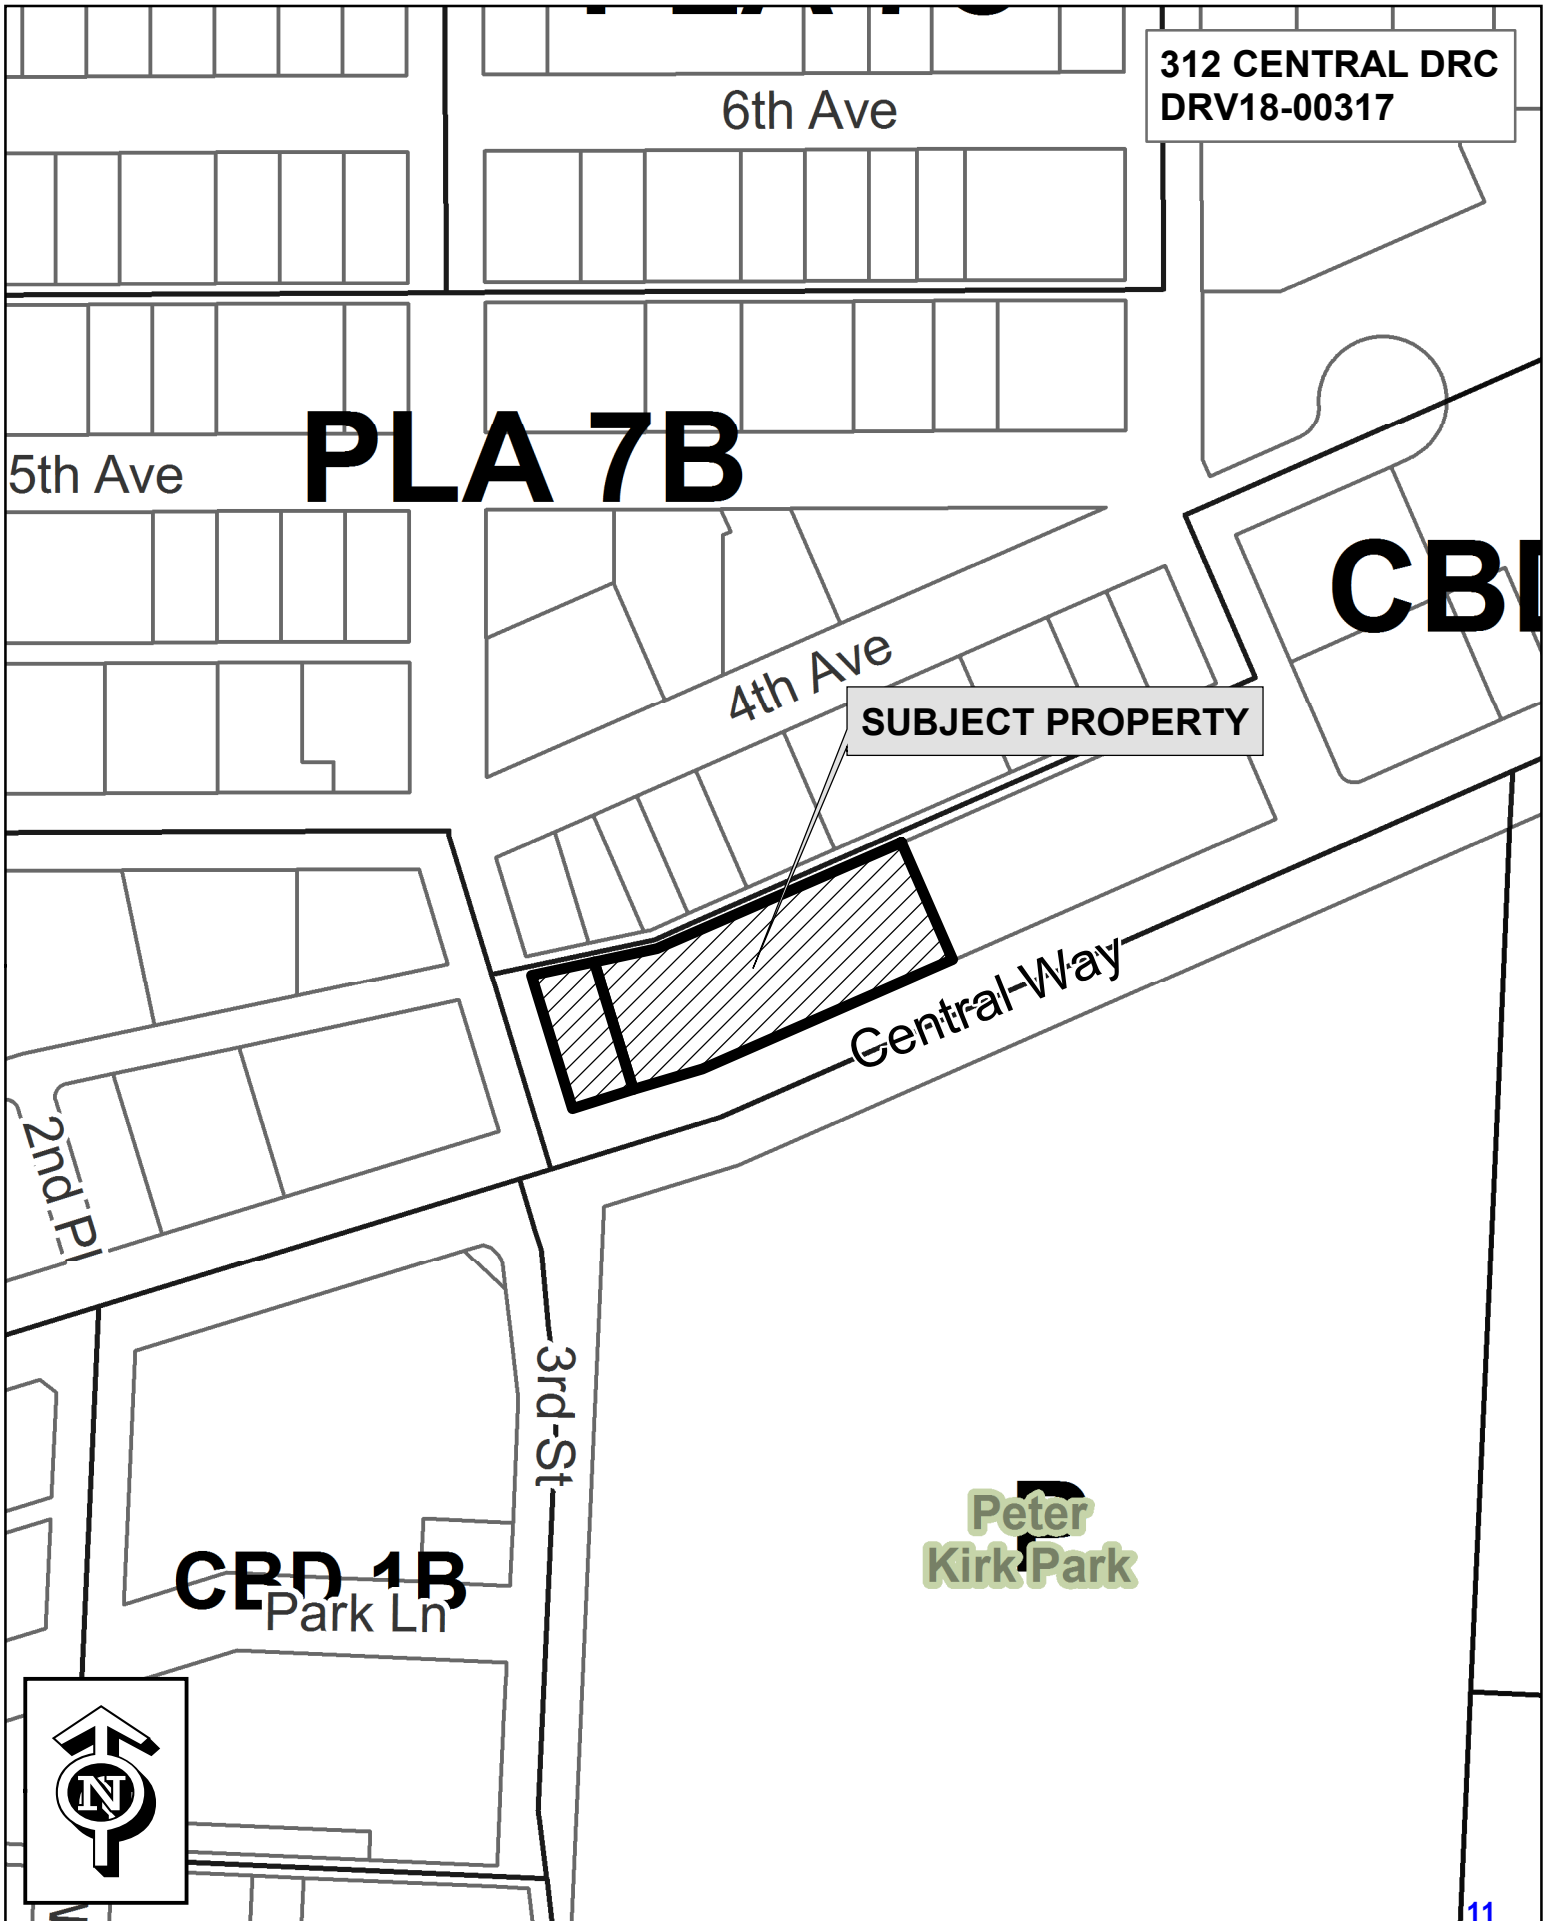 312 CENTRAL DRC
DRV18-00317
6th Ave
PLA 7B
5th Ave
CBD
4th Ave
SUBJECT PROPERTY
Central Way
2nd Pl
3rd St
Peter
Kirk Park
P
CBD 1B
Park Ln
N
11